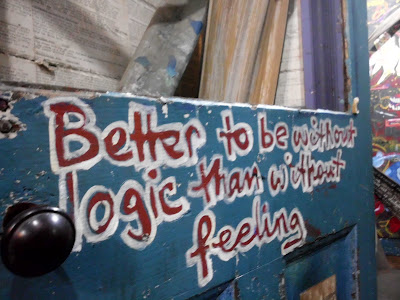 Better to be without
logic than without
feeling